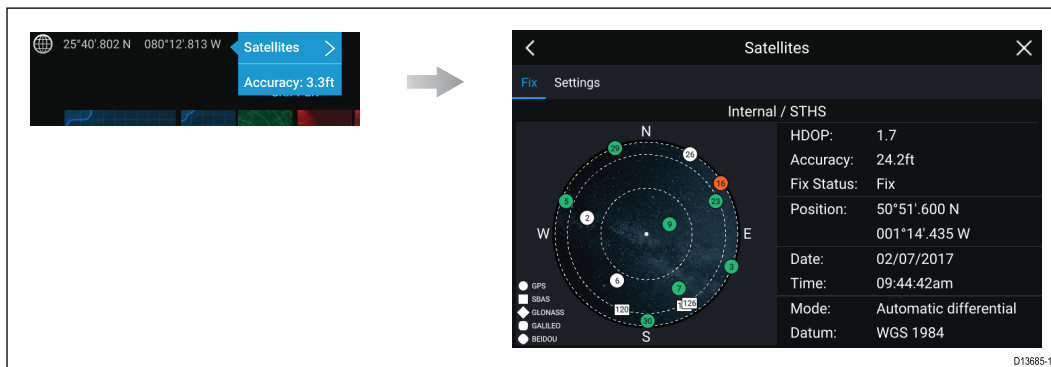 25°40'.802 N 080°12'.813 W
Satellites
Accuracy: 3.3ft
Satellites
Fix Settings
Internal / STHS
N
29
26
16
5
23
2
9
W
E
3
6
7
120
126
30
S
GPS
SBAS
GLONASS
GALILEO
BEIDOU
HDOP: 1.7
Accuracy: 24.2ft
Fix Status: Fix
Position: 50°51'.600 N
001°14'.435 W
Date: 02/07/2017
Time: 09:44:42am
Mode: Automatic differential
Datum: WGS 1984
D13685-1